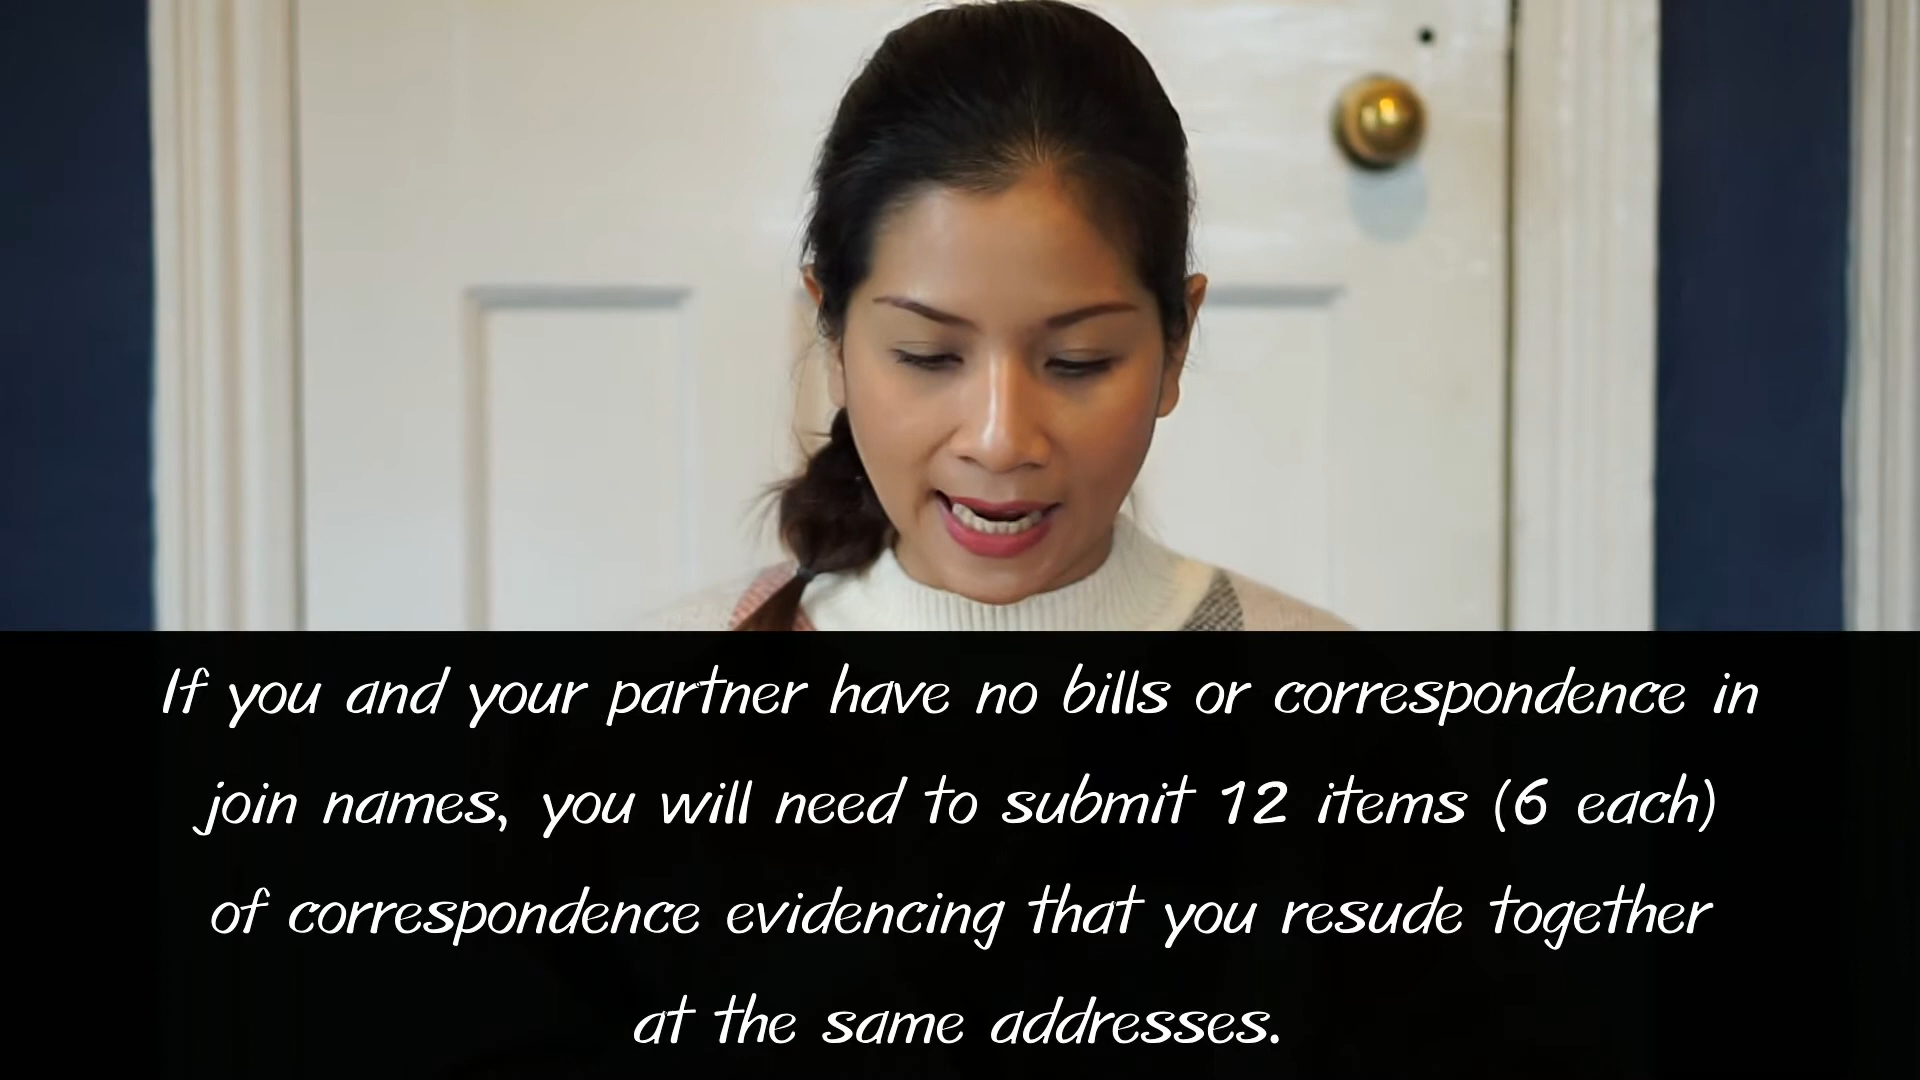 If you and your partner have no bills or correspondence in
join names, you will need to submit 12 items (6 each)
of correspondence evidencing that you resude together
at the same addresses.